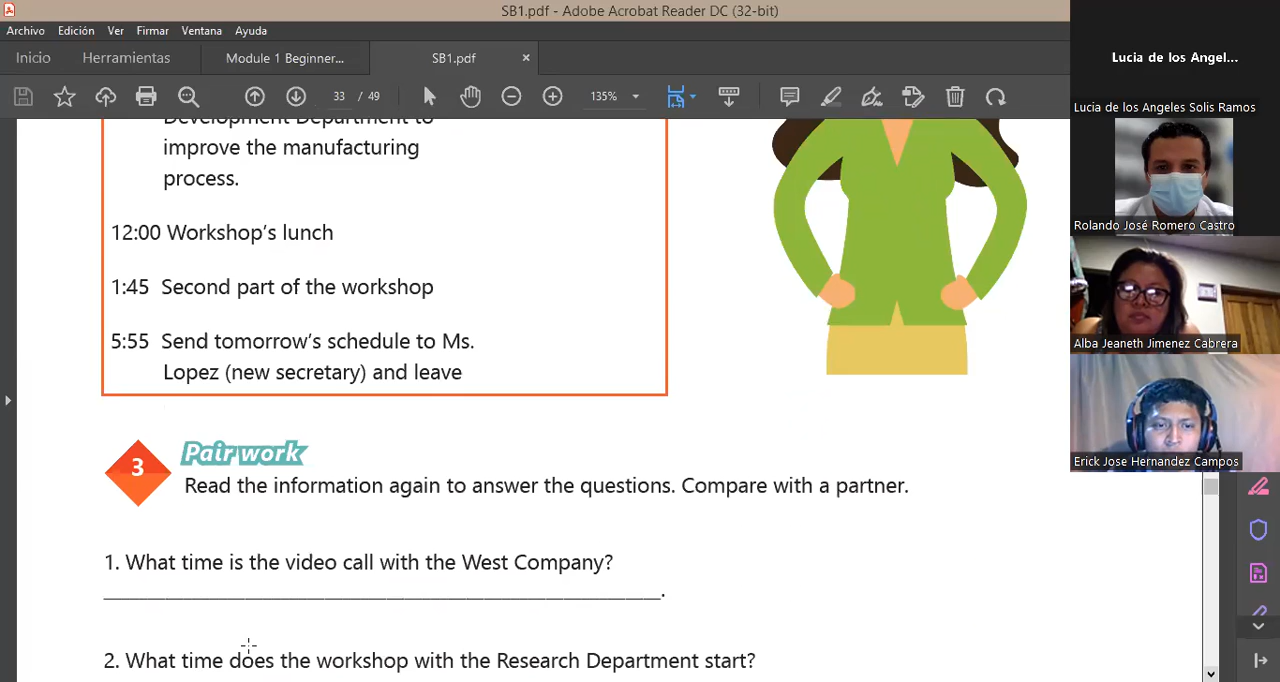 SB1.pdf - Adobe Acrobat Reader DC (32-bit)
Archivo Edición Ver Firmar Ventana Ayuda
Inicio Herramientas Module 1 Beginner... SB1.pdf ×
33 / 49 135%
Development Department to
improve the manufacturing
process.
12:00 Workshop's lunch
1:45 Second part of the workshop
5:55 Send tomorrow's schedule to Ms.
Lopez (new secretary) and leave
3 Pair work
Read the information again to answer the questions. Compare with a partner.
1. What time is the video call with the West Company?
______________________________________________.
2. What time does the workshop with the Research Department start?
Lucia de los Angel...
Lucia de los Angeles Solis Ramos
Rolando José Romero Castro
Alba Jeaneth Jimenez Cabrera
Erick Jose Hernandez Campos